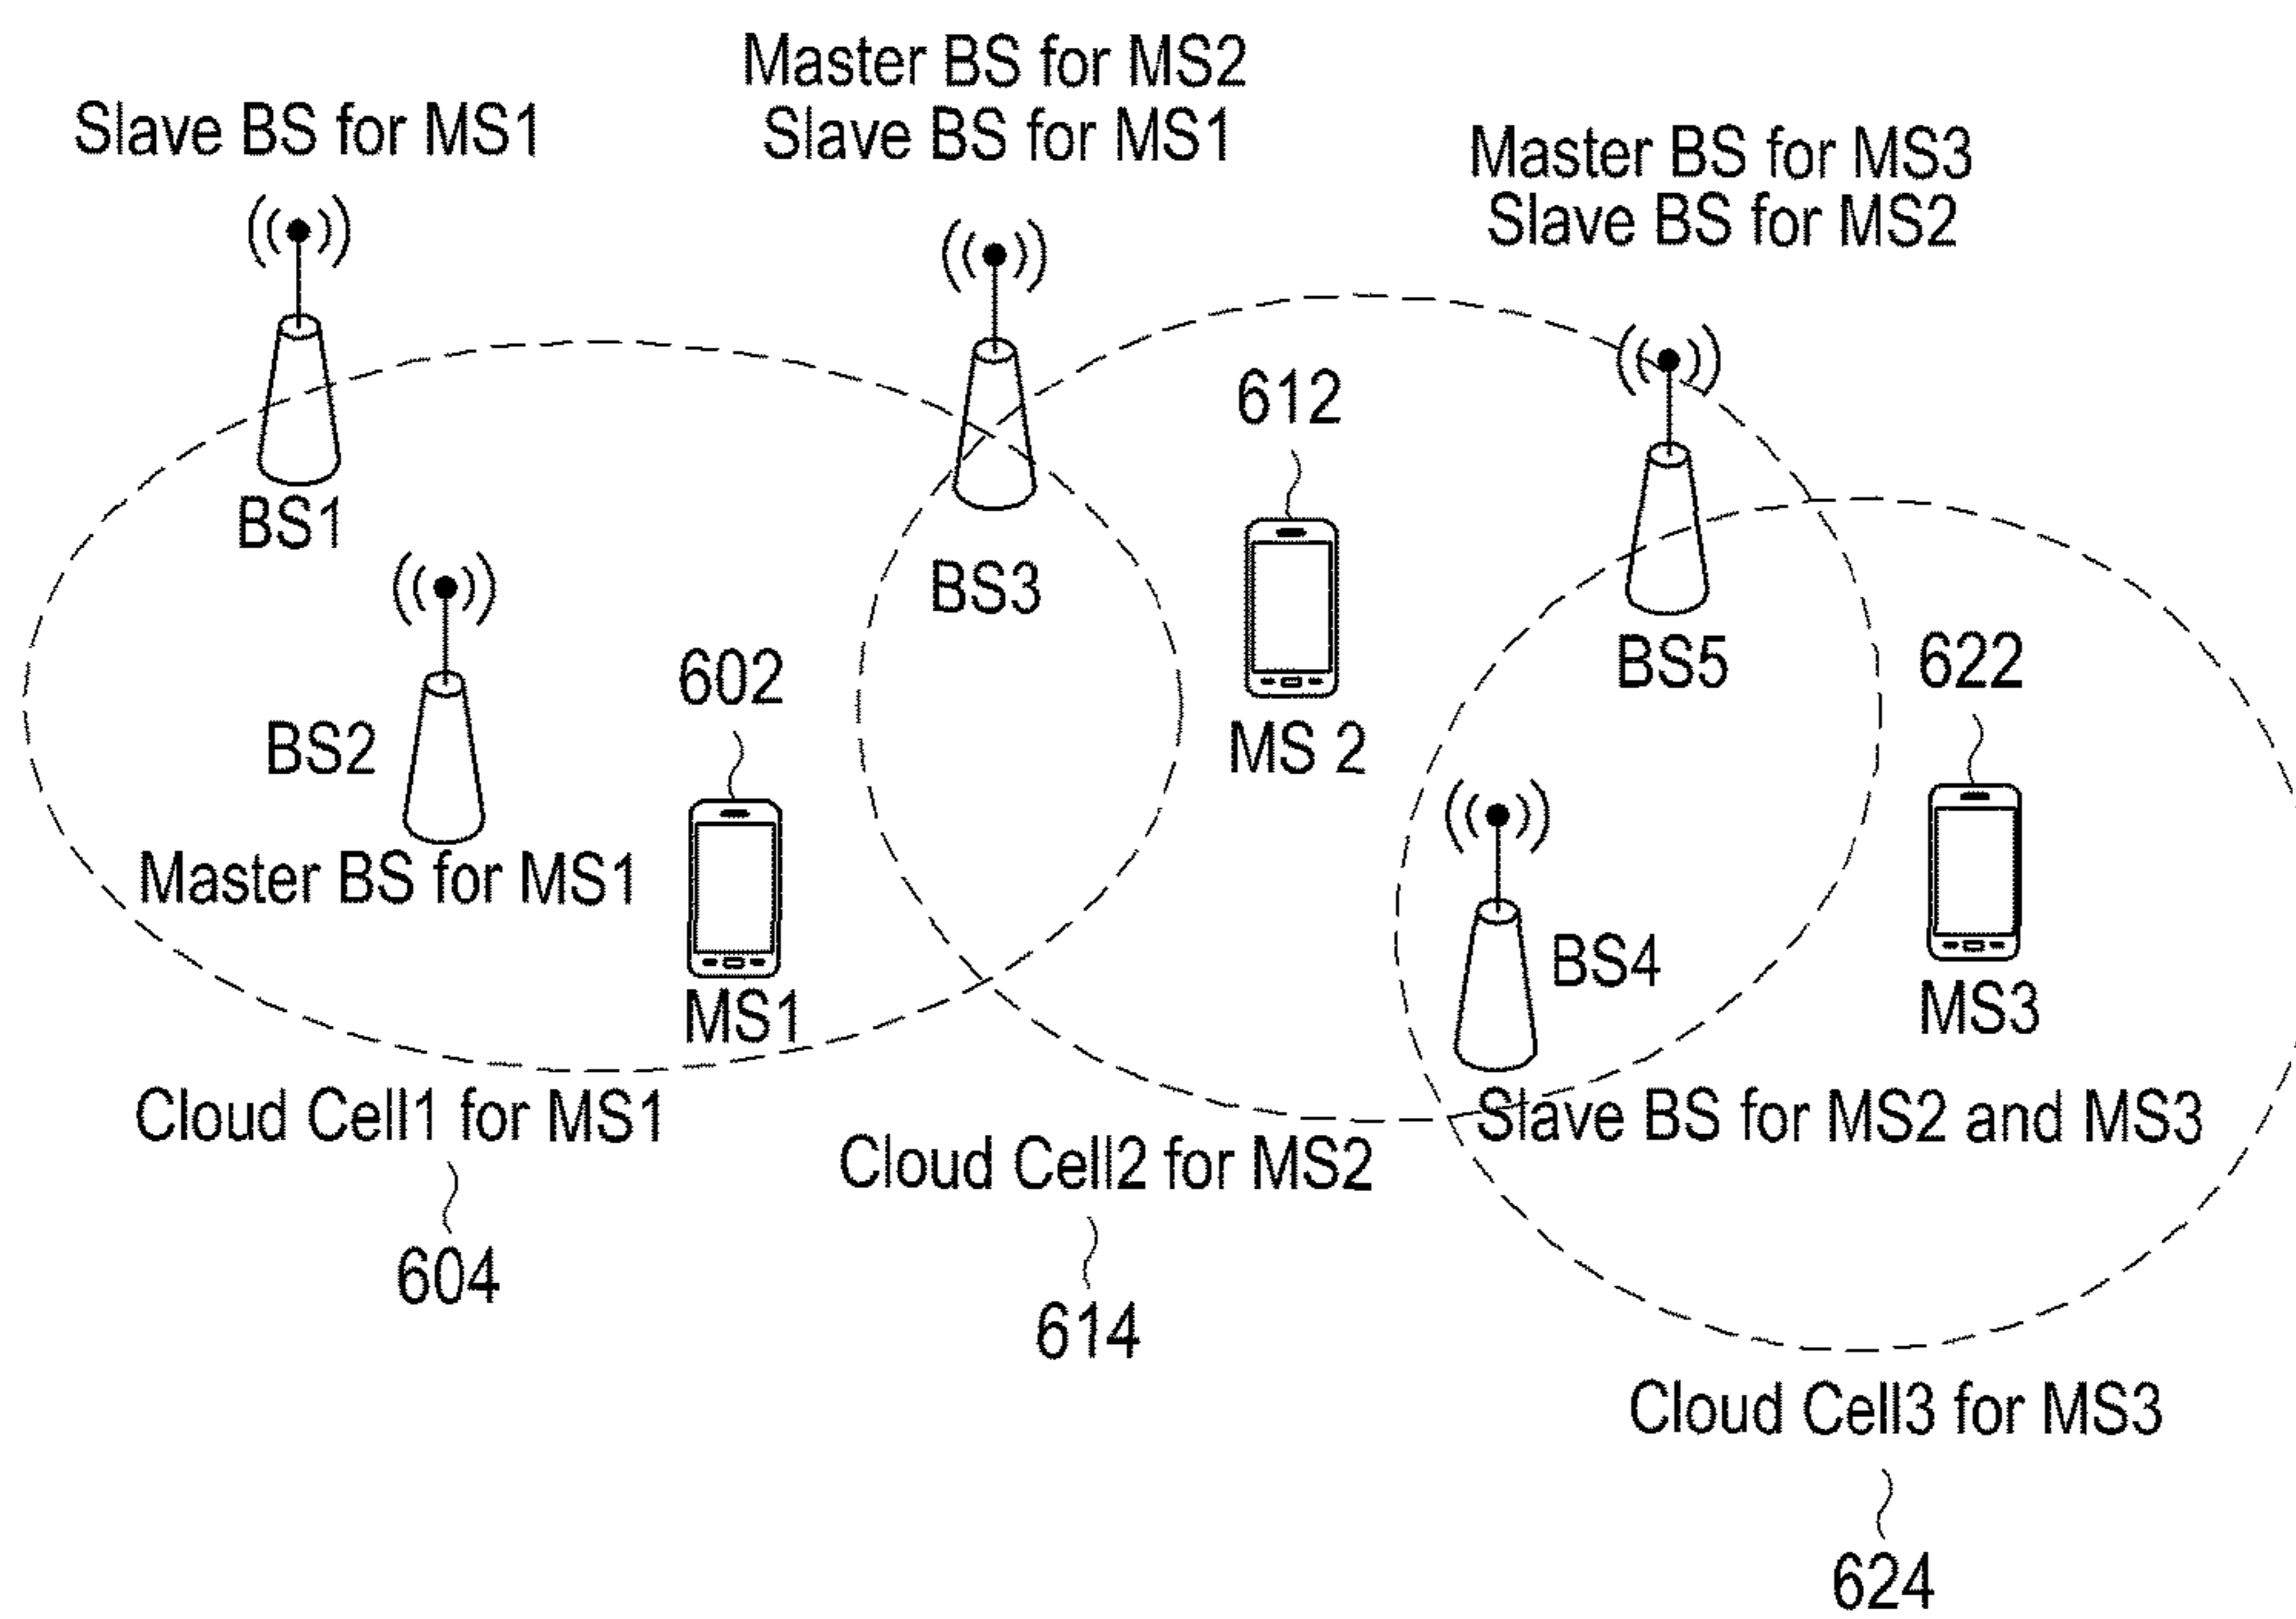 Master BS for MS2
Slave BS for MS1
Slave BS for MS1
Master BS for MS3
Slave BS for MS2
612
BS1
BS3
602
BS5
622
BS2
MS 2
Master BS for MS1
BS4
MS1
MS3
Cloud Cell1 for MS1
Slave BS for MS2 and MS3
Cloud Cell2 for MS2
604
614
Cloud Cell3 for MS3
624